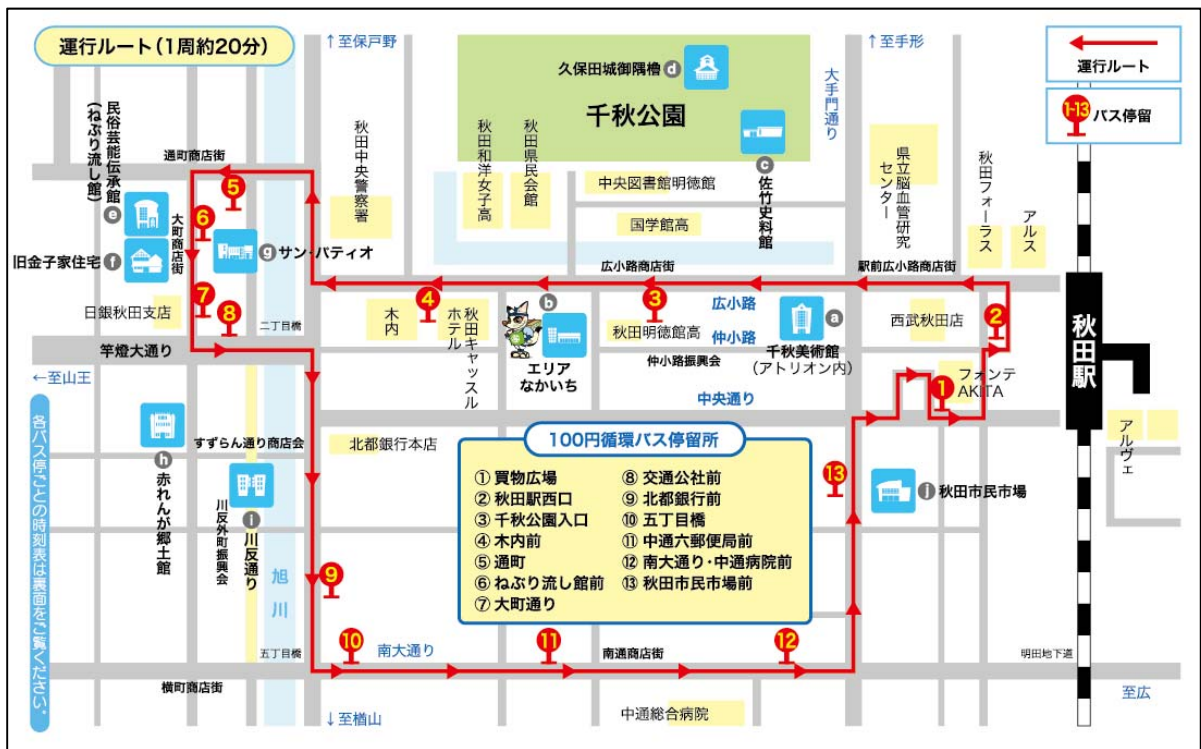 運行ルート(1周約20分)
↑至保戸野
↑至手形
運行ルート
1-13
バス停留
久保田城御隅櫓
d
千秋公園
大手門通り
民俗芸能伝承館
(ねぶり流し館)
通町商店街
秋田中央警察署
秋田和洋女子高
秋田県民会館
中央図書館明徳館
国学館高
c
佐竹史料館
県立脳血管研究
センター
秋田フォーラス
アルス
5
e
6
大町商店街
g
サン・パティオ
旧金子家住宅
f
広小路商店街
駅前広小路商店街
日銀秋田支店
7
8
二丁目橋
木内
4
秋田キャッスル
ホテル
b
エリア
なかいち
3
広小路
秋田明徳館高
仲小路
仲小路振興会
a
千秋美術館
(アトリオン内)
西武秋田店
2
秋田駅
竿燈大通り
←至山王
中央通り
1
フォンテ
AKITA
各バス停ごとの時刻表は裏面をご覧ください。
すずらん通り商店会
北都銀行本店
h
赤れんが郷土館
川反外町振興会
i
川反通り
旭川
100円循環バス停留所
① 買物広場
② 秋田駅西口
③ 千秋公園入口
④ 木内前
⑤ 通町
⑥ ねぶり流し館前
⑦ 大町通り
⑧ 交通公社前
⑨ 北都銀行前
⑩ 五丁目橋
⑪ 中通六郵便局前
⑫ 南大通り・中通病院前
⑬ 秋田市民市場前
13
j
秋田市民市場
アルヴェ
9
10
南大通り
11
南通商店街
12
五丁目橋
横町商店街
明田地下道
↓至楢山
中通総合病院
至広